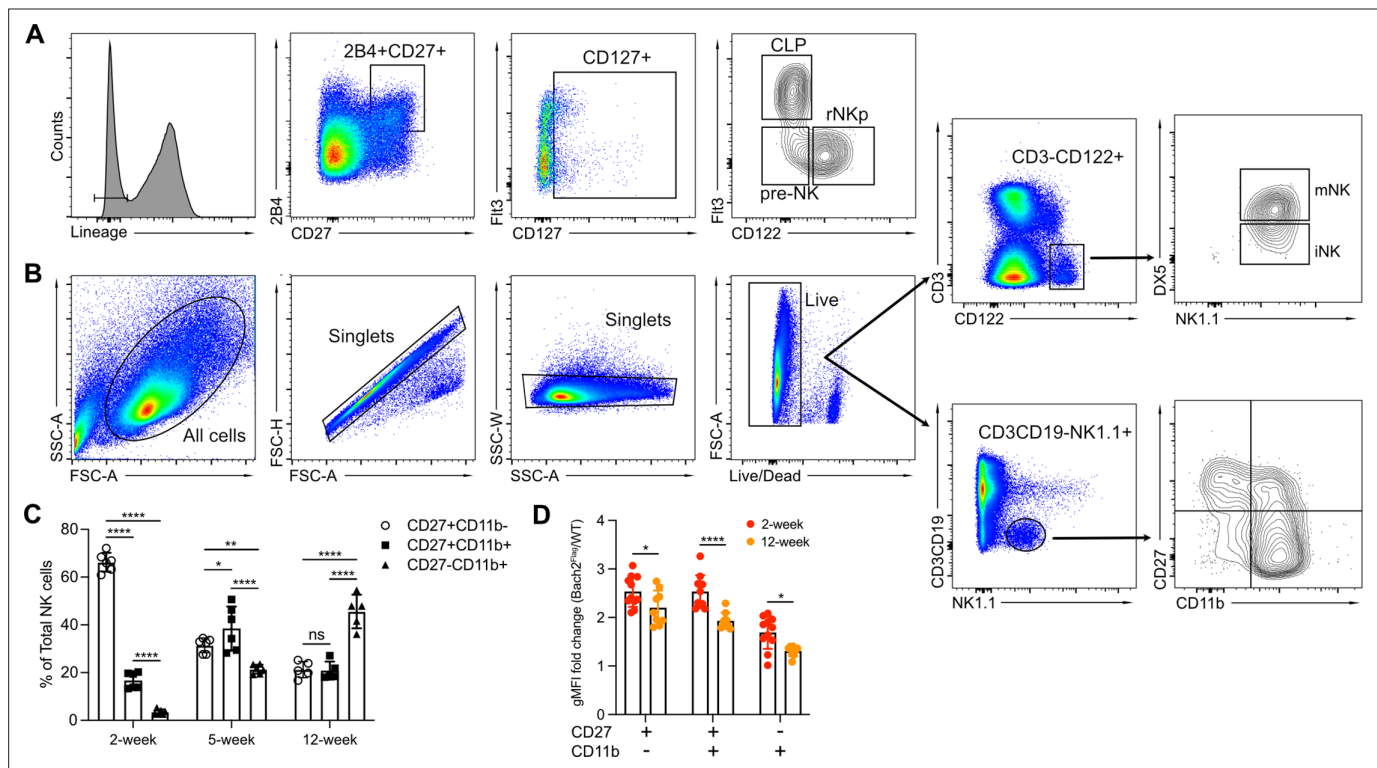 A
Counts
Lineage
2B4+CD27+
2B4
CD27
CD127+
Flt3
CD127
CLP
rNKp
pre-NK
Flt3
CD122
CD3-CD122+
CD3
CD122
mNK
iNK
DX5
NK1.1
B
All cells
SSC-A
FSC-A
Singlets
FSC-H
FSC-A
Singlets
SSC-W
SSC-A
Live
FSC-A
Live/Dead
CD3CD19-NK1.1+
CD3CD19
NK1.1
CD27
CD11b
C
% of Total NK cells
80
60
40
20
0
****
****
****
**
*
****
****
****
ns
2-week
5-week
12-week
CD27+CD11b-
CD27+CD11b+
CD27-CD11b+
D
gMFI fold change (Bach2Flag/WT)
4
3
2
1
0
*
****
*
2-week
12-week
CD27 + + -
CD11b - + +